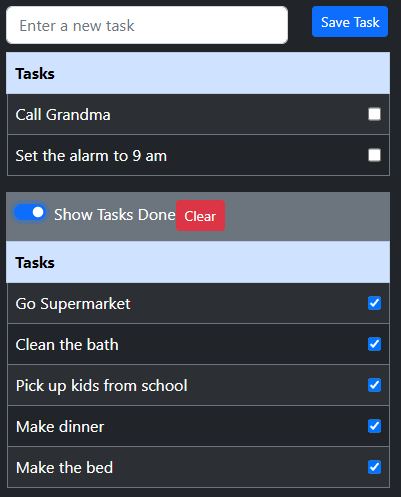 Enter a new task
Save Task
Tasks
Call Grandma
Set the alarm to 9 am
Show Tasks Done Clear
Tasks
Go Supermarket
Clean the bath
Pick up kids from school
Make dinner
Make the bed